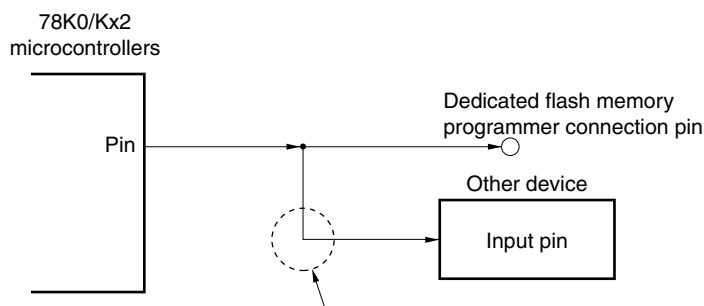 78K0/Kx2
microcontrollers
Pin
Dedicated flash memory
programmer connection pin
Other device
Input pin